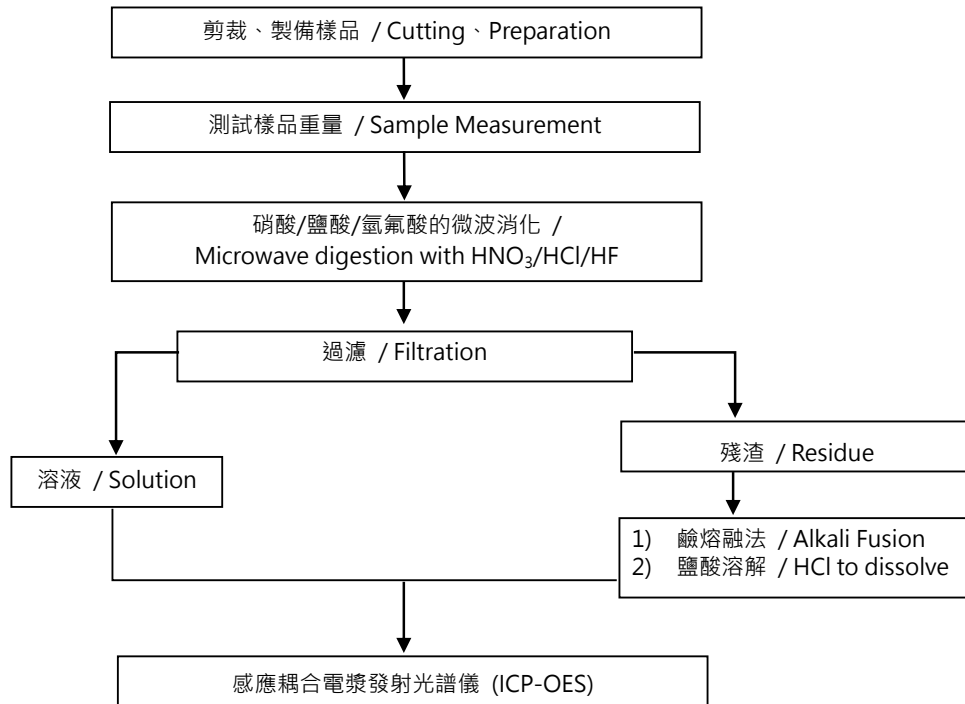 剪裁、製備樣品 / Cutting、Preparation
測試樣品重量 / Sample Measurement
硝酸/鹽酸/氫氟酸的微波消化 /
Microwave digestion with HNO₃/HCl/HF
過濾 / Filtration
溶液 / Solution
殘渣 / Residue
1) 鹼熔融法 / Alkali Fusion
2) 鹽酸溶解 / HCl to dissolve
感應耦合電漿發射光譜儀 (ICP-OES)